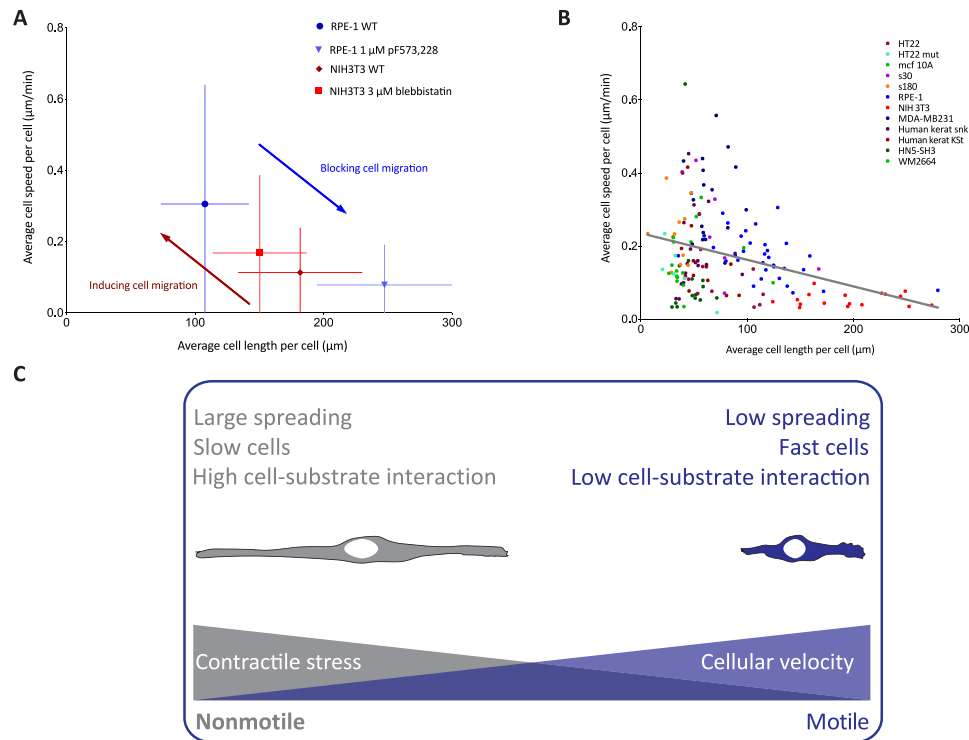 A
Average cell speed per cell (µm/min)
0.8
0.6
0.4
0.2
0.0
0
100
200
300
Average cell length per cell (µm)
RPE-1 WT
RPE-1 1 µM pF573,228
NIH3T3 WT
NIH3T3 3 µM blebbistatin
Blocking cell migration
Inducing cell migration
B
Average cell speed per cell (µm/min)
0.8
0.6
0.4
0.2
0.0
0
100
200
300
Average cell length per cell (µm)
HT22
HT22 mut
mcf 10A
s30
s180
RPE-1
NIH 3T3
MDA-MB231
Human kerat snk
Human kerat KSt
HN5-SH3
WM2664
C
Large spreading
Slow cells
High cell-substrate interaction
Low spreading
Fast cells
Low cell-substrate interaction
Contractile stress
Cellular velocity
Nonmotile
Motile